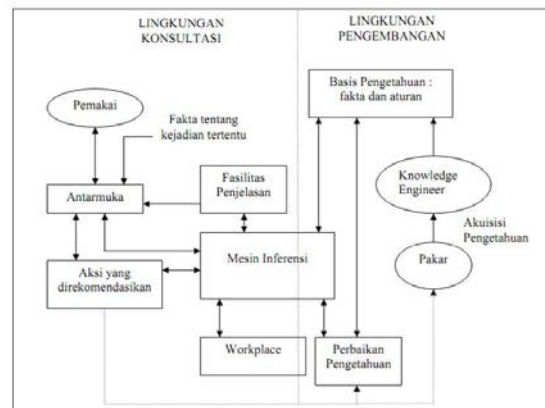 LINGKUNGAN
KONSULTASI
LINGKUNGAN
PENGEMBANGAN
Pemakai
Fakta tentang
kejadian tertentu
Basis Pengetahuan :
fakta dan aturan
Fasilitas
Penjelasan
Knowledge
Engineer
Antarmuka
Akuisisi
Pengetahuan
Mesin Inferensi
Pakar
Aksi yang
direkomendasikan
Workplace
Perbaikan
Pengetahuan